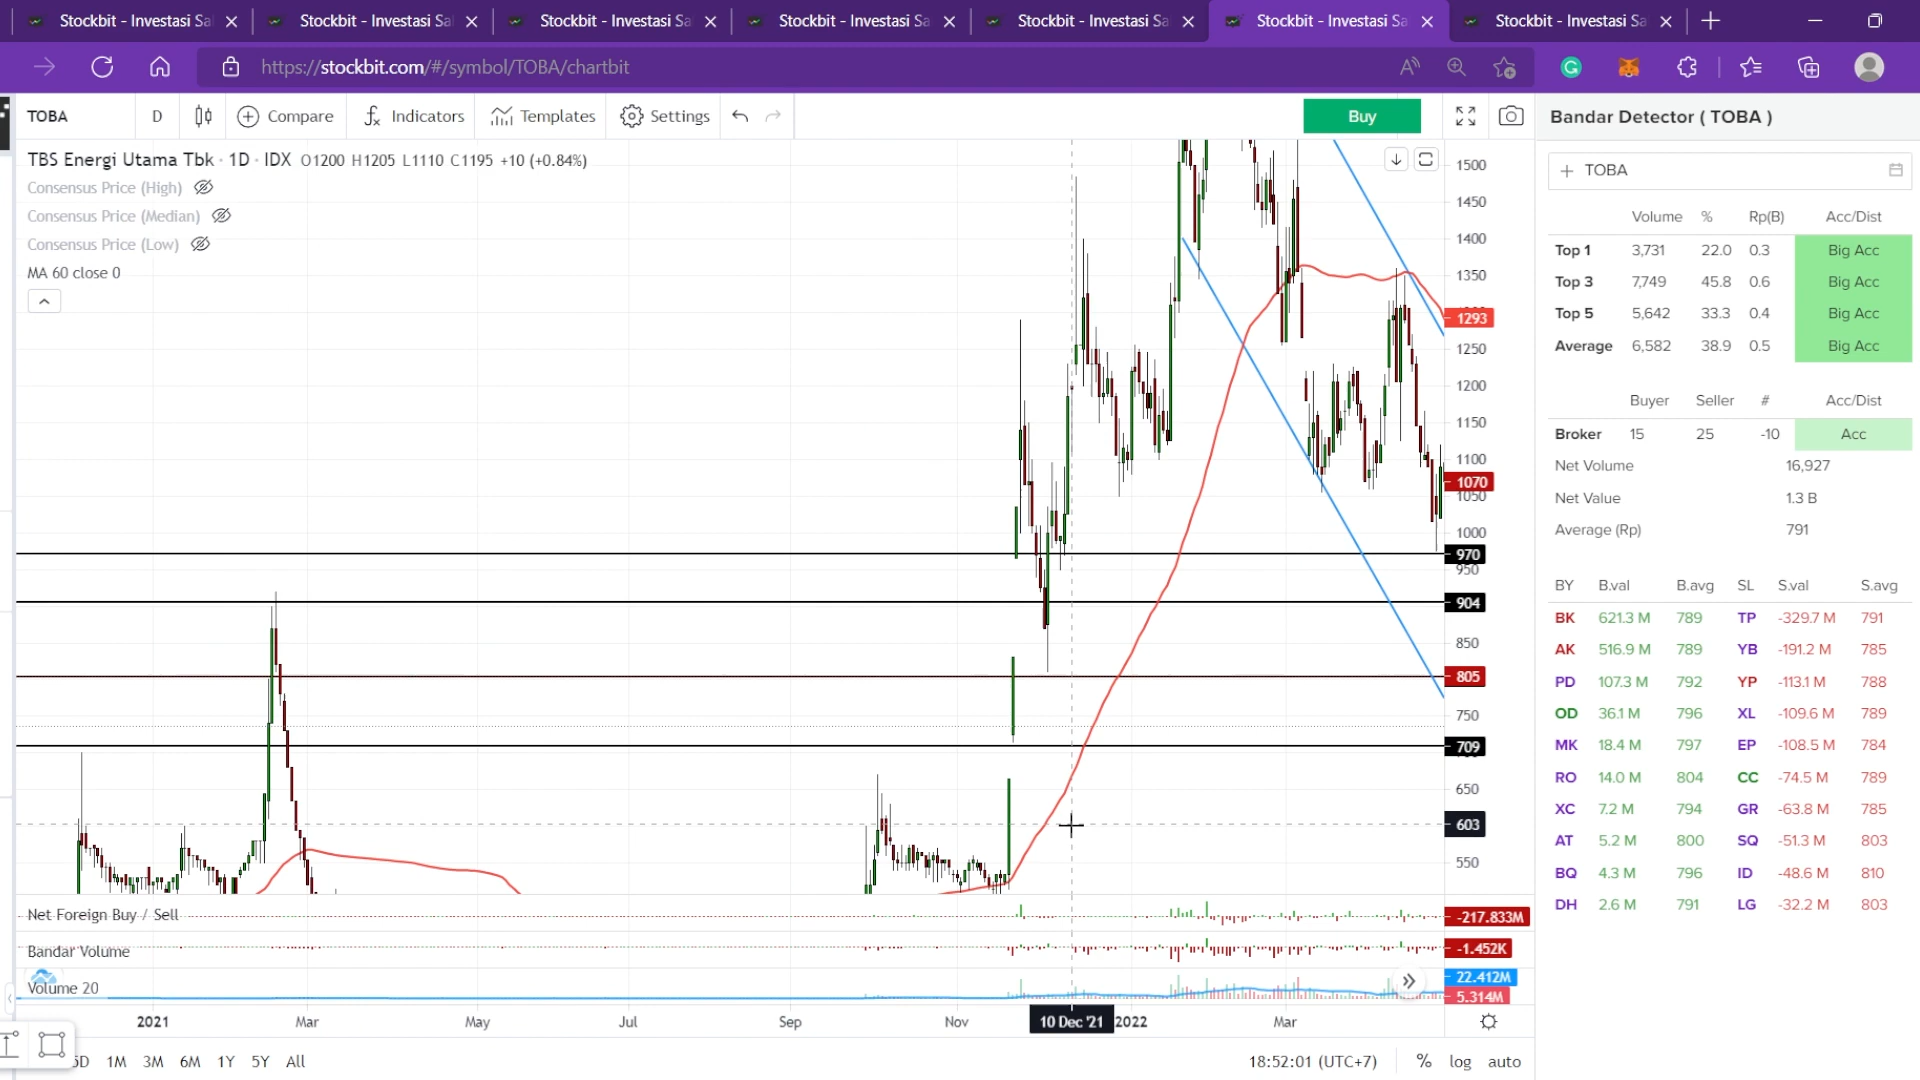 Stockbit - Investasi Sa Stockbit - Investasi Sa Stockbit - Investasi Sa Stockbit - Investasi Sa Stockbit - Investasi Sa Stockbit - Investasi Sa Stockbit - Investasi Sa
https://stockbit.com/#/symbol/TOBA/chartbit
TOBA D Compare Indicators Templates Settings Buy
TBS Energi Utama Tbk · 1D · IDX O1200 H1205 L1110 C1195 +10 (+0.84%)
Consensus Price (High)
Consensus Price (Median)
Consensus Price (Low)
MA 60 close 0
1500
1450
1400
1350
1293
1250
1200
1150
1100
1070
1050
1000
970
950
904
850
805
750
709
650
603
550
Net Foreign Buy / Sell -217.833M
Bandar Volume -1.452K
Volume 20 22.412M
5.314M
2021 Mar May Jul Sep Nov 10 Dec '21 2022 Mar
5D 1M 3M 6M 1Y 5Y All 18:52:01 (UTC+7) % log auto
Bandar Detector ( TOBA )
TOBA
Volume % Rp(B) Acc/Dist
Top 1 3,731 22.0 0.3 Big Acc
Top 3 7,749 45.8 0.6 Big Acc
Top 5 5,642 33.3 0.4 Big Acc
Average 6,582 38.9 0.5 Big Acc
Buyer Seller # Acc/Dist
Broker 15 25 -10 Acc
Net Volume 16,927
Net Value 1.3 B
Average (Rp) 791
BY B.val B.avg SL S.val S.avg
BK 621.3 M 789 TP -329.7 M 791
AK 516.9 M 789 YB -191.2 M 785
PD 107.3 M 792 YP -113.1 M 788
OD 36.1 M 796 XL -109.6 M 789
MK 18.4 M 797 EP -108.5 M 784
RO 14.0 M 804 CC -74.5 M 789
XC 7.2 M 794 GR -63.8 M 785
AT 5.2 M 800 SQ -51.3 M 803
BQ 4.3 M 796 ID -48.6 M 810
DH 2.6 M 791 LG -32.2 M 803